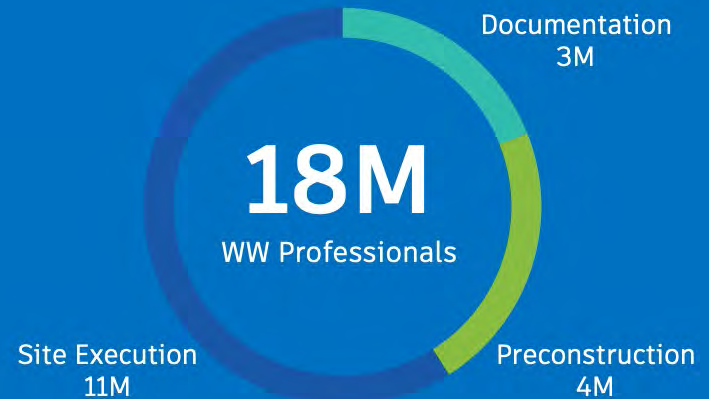 Documentation
3M
18M
WW Professionals
Site Execution
11M
Preconstruction
4M